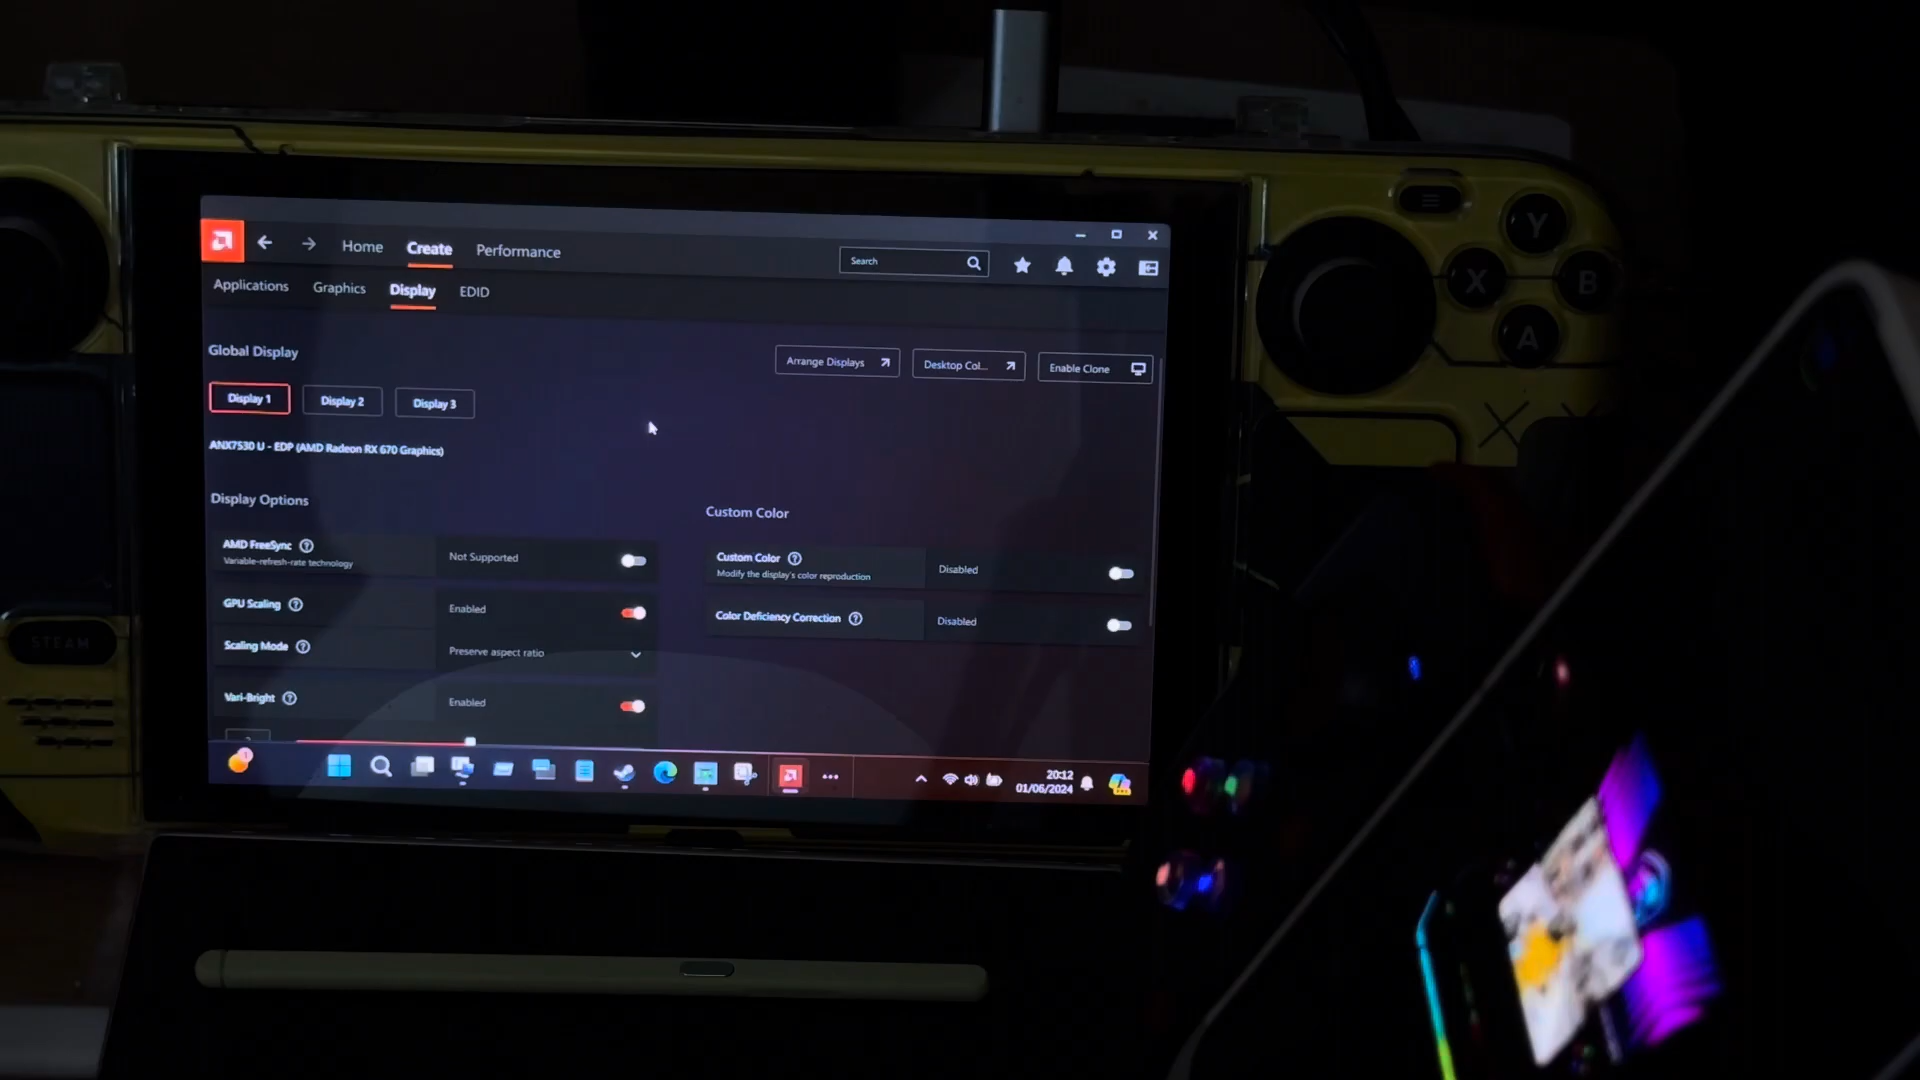 Home Create Performance
Search
Applications Graphics Display EDID
Global Display
Arrange Displays
Desktop Col...
Enable Clone
Display 1 Display 2 Display 3
ANX7530 U - EDP (AMD Radeon RX 670 Graphics)
Display Options
AMD FreeSync
Variable-refresh-rate technology
Not Supported
GPU Scaling
Enabled
Scaling Mode
Preserve aspect ratio
Vari-Bright
Enabled
Custom Color
Custom Color
Modify the display's color reproduction
Disabled
Color Deficiency Correction
Disabled
20:12
01/06/2024
STEAM
Y
X
B
A